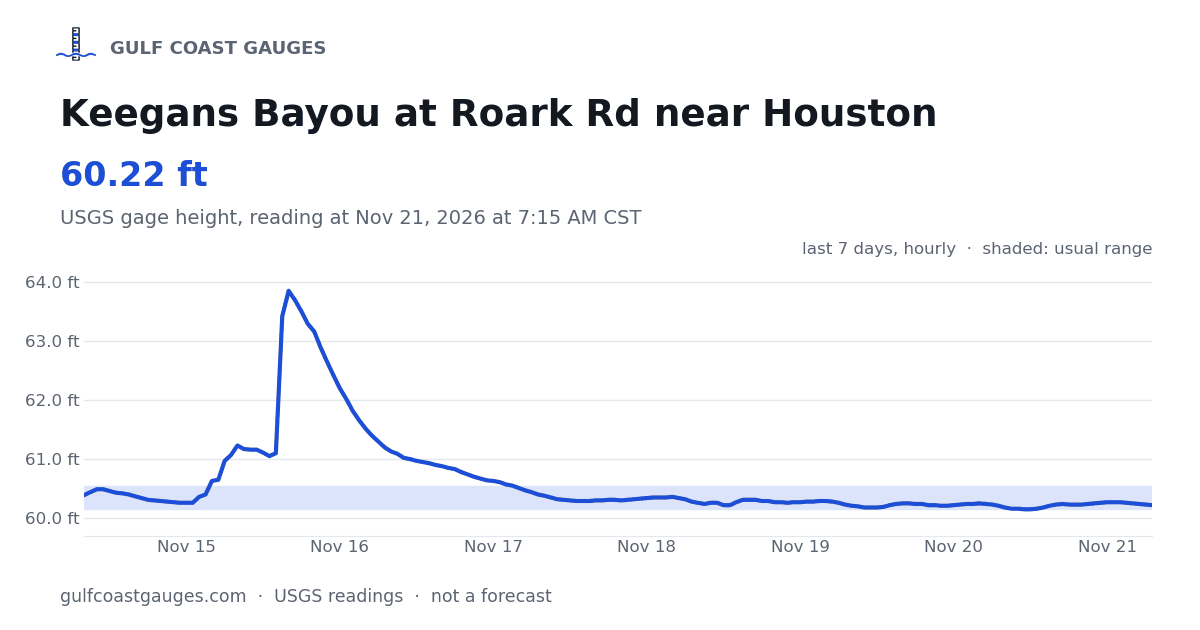 GULF COAST GAUGES
Keegans Bayou at Roark Rd near Houston
60.22 ft
USGS gage height, reading at Nov 21, 2026 at 7:15 AM CST
last 7 days, hourly · shaded: usual range
64.0 ft
63.0 ft
62.0 ft
61.0 ft
60.0 ft
Nov 15 Nov 16 Nov 17 Nov 18 Nov 19 Nov 20 Nov 21
gulfcoastgauges.com · USGS readings · not a forecast